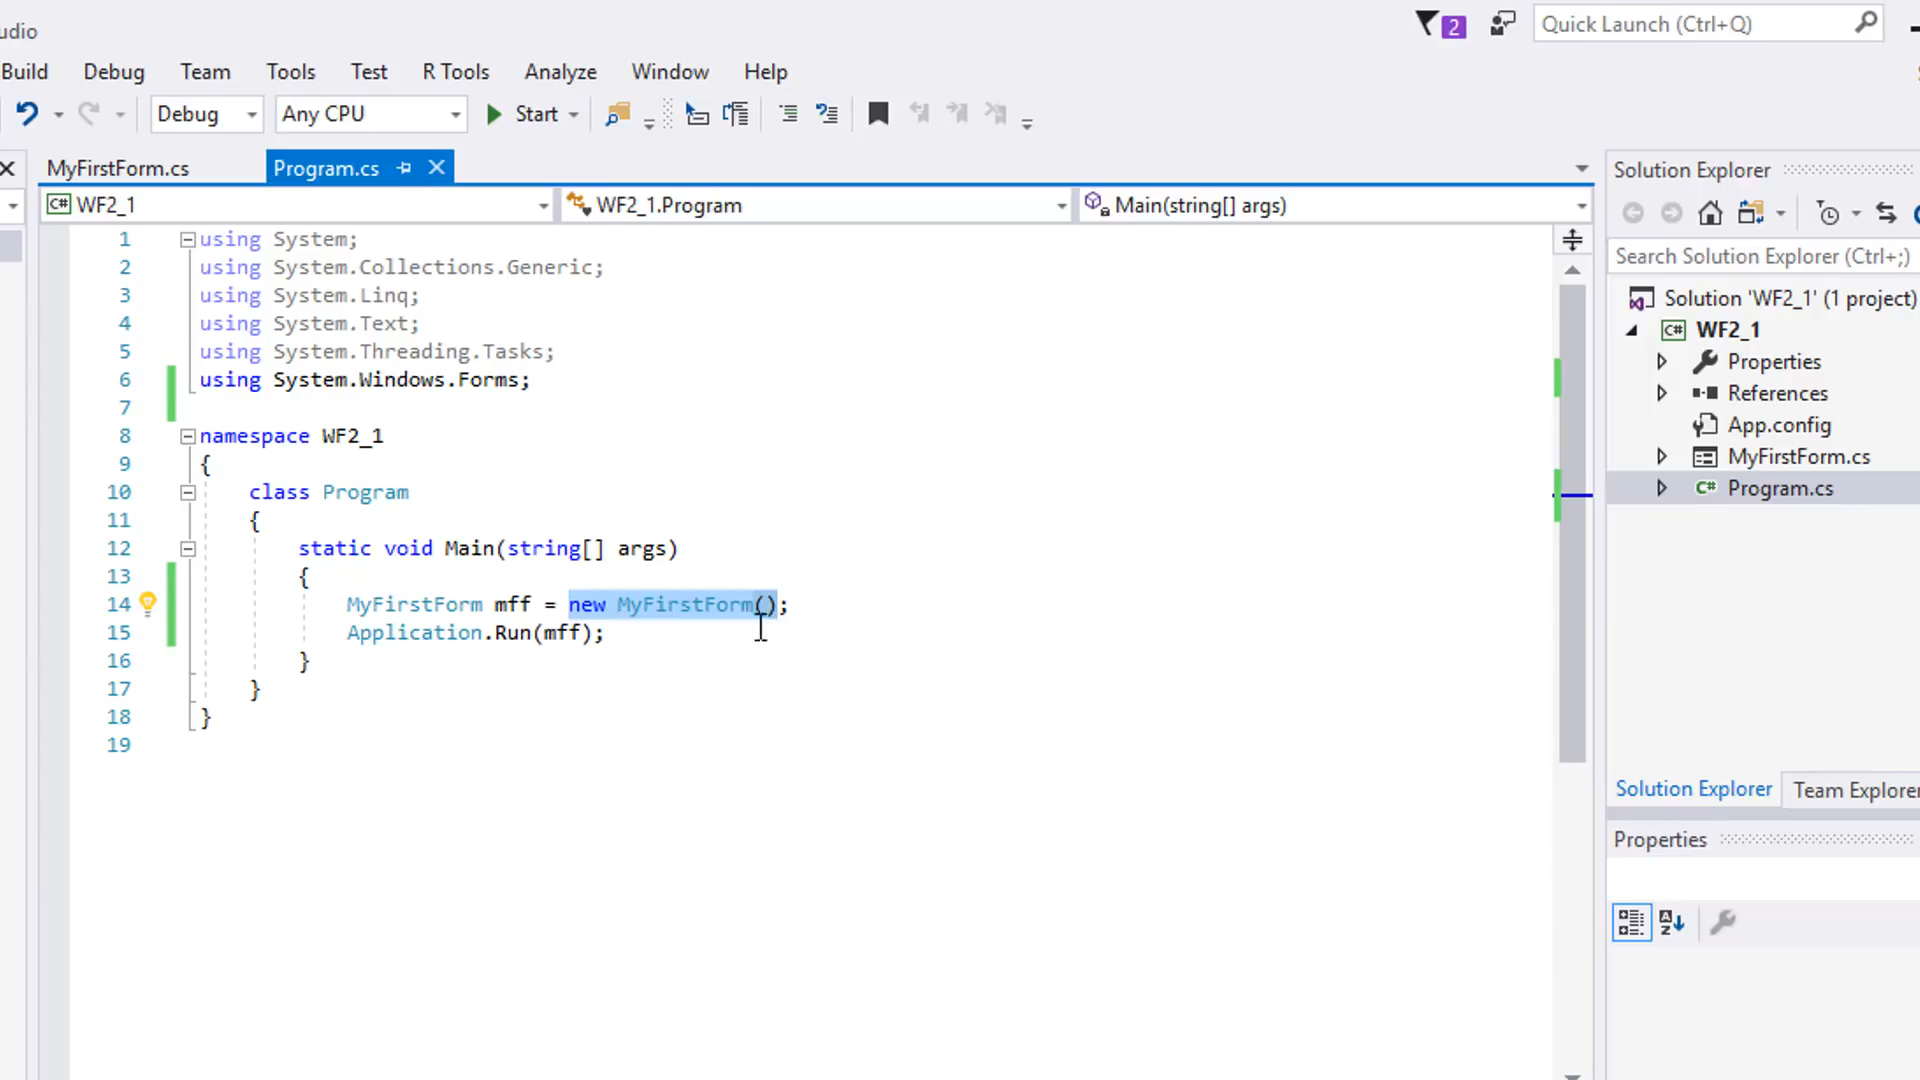 udio
2
Quick Launch (Ctrl+Q)
Build Debug Team Tools Test R Tools Analyze Window Help
Debug Any CPU Start
MyFirstForm.cs Program.cs
C# WF2_1 WF2_1.Program Main(string[] args)
1 using System;
2 using System.Collections.Generic;
3 using System.Linq;
4 using System.Text;
5 using System.Threading.Tasks;
6 using System.Windows.Forms;
7
8 namespace WF2_1
9 {
10 class Program
11 {
12 static void Main(string[] args)
13 {
14 MyFirstForm mff = new MyFirstForm();
15 Application.Run(mff);
16 }
17 }
18 }
19
Solution Explorer
Search Solution Explorer (Ctrl+;)
Solution 'WF2_1' (1 project)
C# WF2_1
Properties
References
App.config
MyFirstForm.cs
C# Program.cs
Solution Explorer Team Explorer
Properties